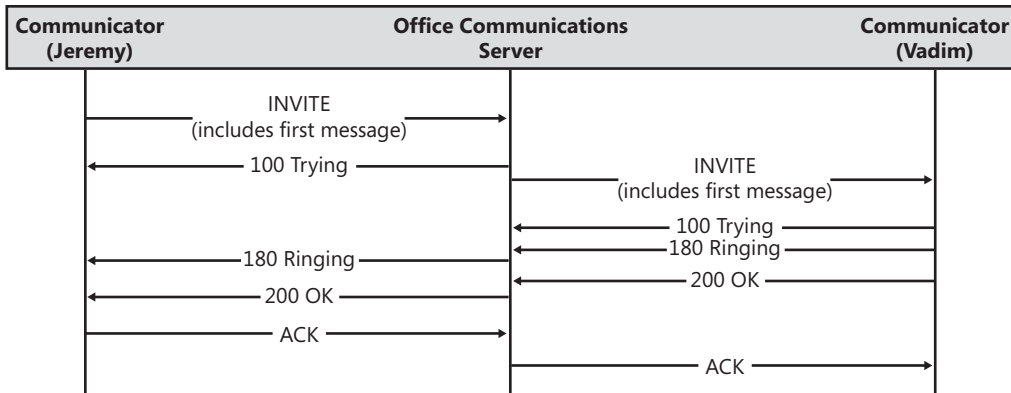 Communicator
(Jeremy)
Office Communications
Server
Communicator
(Vadim)
INVITE
(includes first message)
100 Trying
INVITE
(includes first message)
100 Trying
180 Ringing
180 Ringing
200 OK
200 OK
ACK
ACK